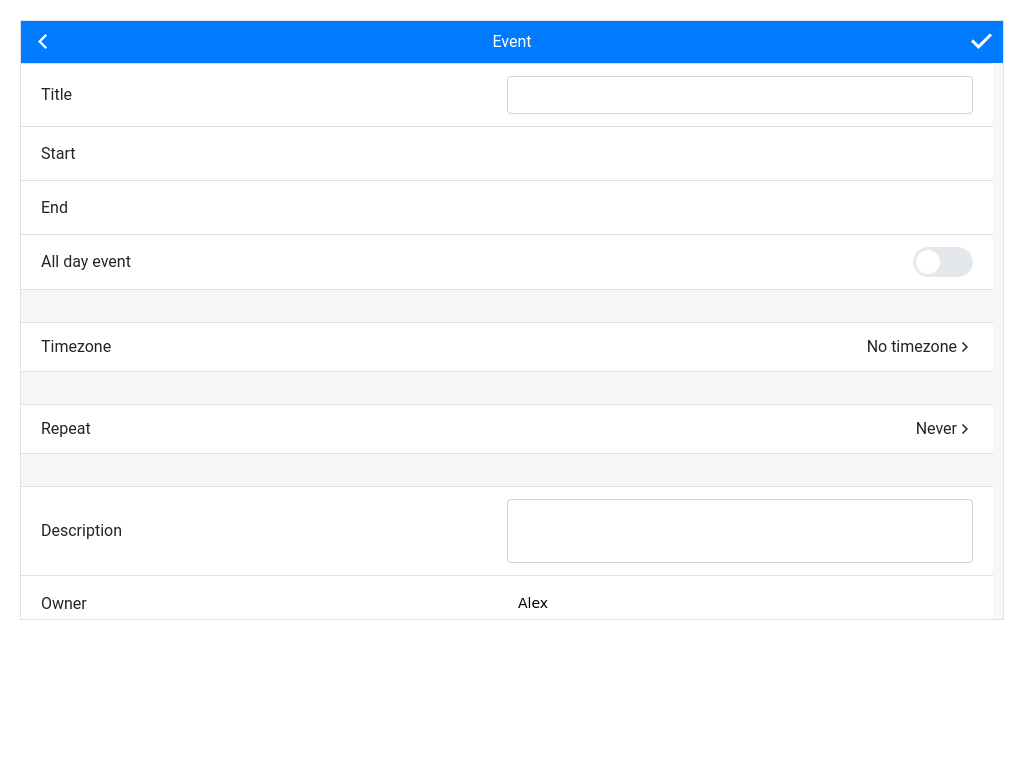 Event
Title
Start
End
All day event
Timezone No timezone
Repeat Never
Description
Owner Alex